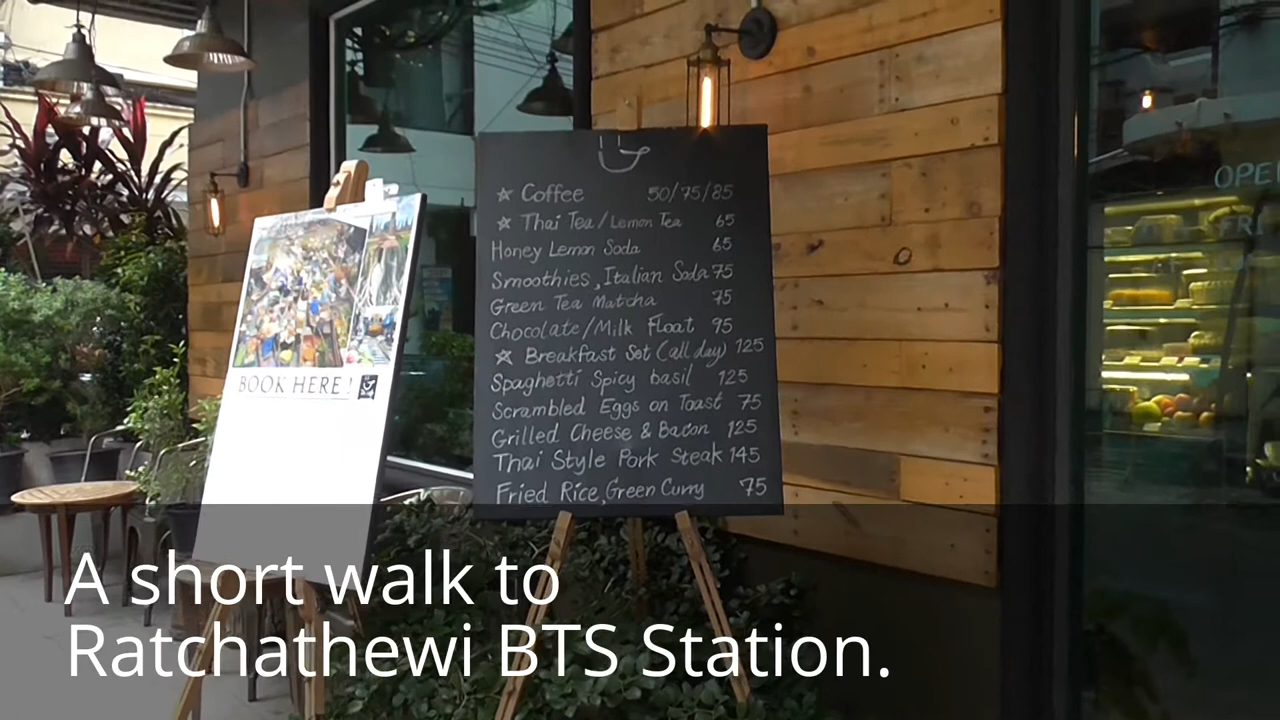 ☆ Coffee 50/75/85
☆ Thai Tea/Lemon Tea 65
Honey Lemon Soda 65
Smoothies, Italian Soda 75
Green Tea Matcha 75
Chocolate/Milk Float 95
☆ Breakfast Set (all day) 125
Spaghetti Spicy basil 125
Scrambled Eggs on Toast 75
Grilled Cheese & Bacon 125
Thai Style Pork Steak 145
Fried Rice, Green Curry 75
BOOK HERE!
A short walk to
Ratchathewi BTS Station.